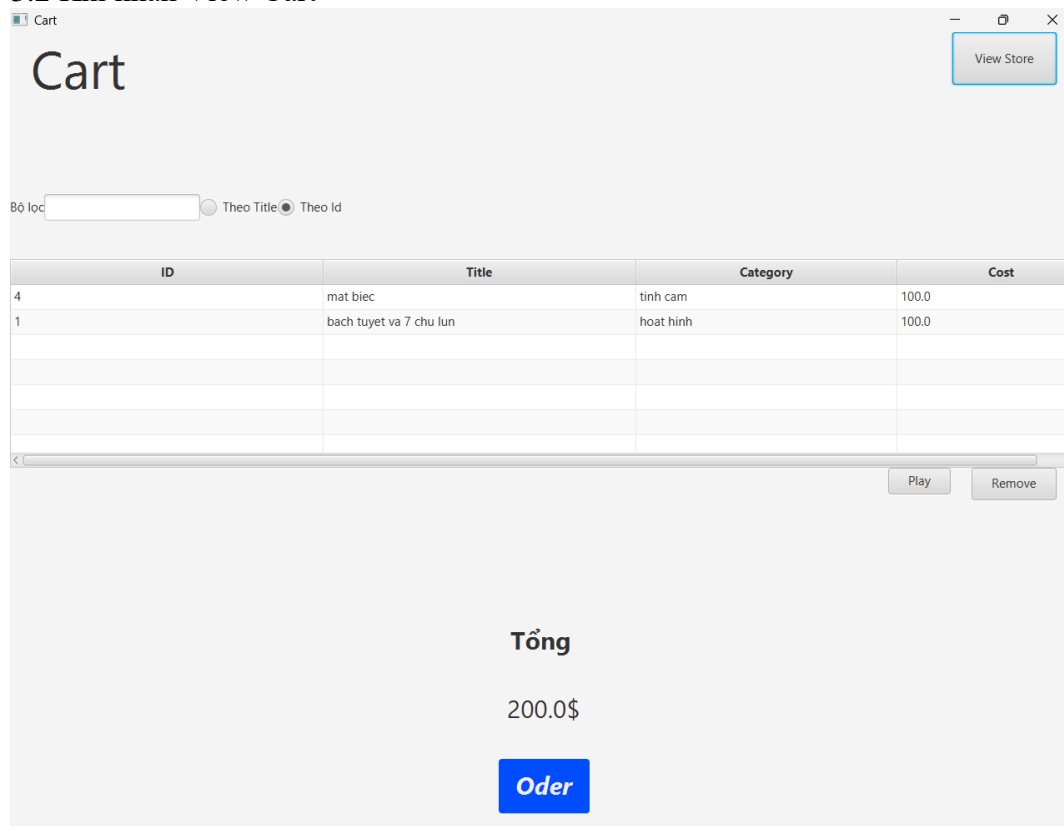 Cart
Cart
View Store
Bộ lọc Theo Title Theo Id
ID Title Category Cost
4 mat biec tinh cam 100.0
1 bach tuyet va 7 chu lun hoat hinh 100.0
Play Remove
Tổng
200.0$
Oder